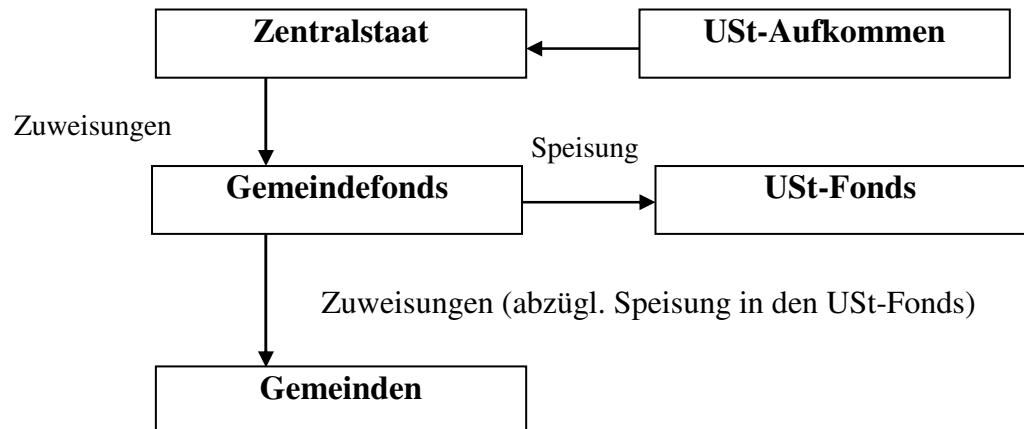 Zentralstaat
USt-Aufkommen
Zuweisungen
Speisung
Gemeindefonds
USt-Fonds
Zuweisungen (abzügl. Speisung in den USt-Fonds)
Gemeinden